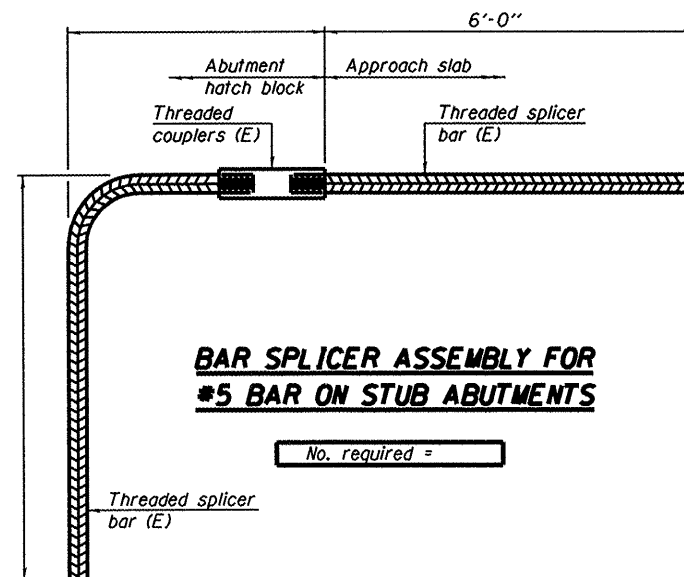 6'-0"
Abutment
hatch block
Approach slab
Threaded
couplers (E)
Threaded splicer
bar (E)
BAR SPLICER ASSEMBLY FOR
#5 BAR ON STUB ABUTMENTS
No. required =
Threaded splicer
bar (E)